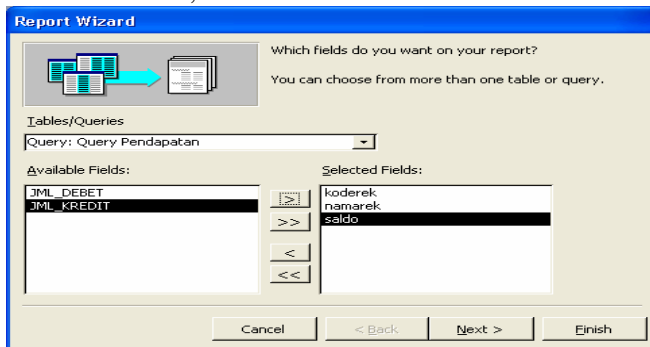 Report Wizard
Which fields do you want on your report?
You can choose from more than one table or query.
Tables/Queries
Query: Query Pendapatan
Available Fields:
Selected Fields:
JML_DEBET
JML_KREDIT
>
>>
<
<<
koderek
namarek
saldo
Cancel
< Back
Next >
Finish